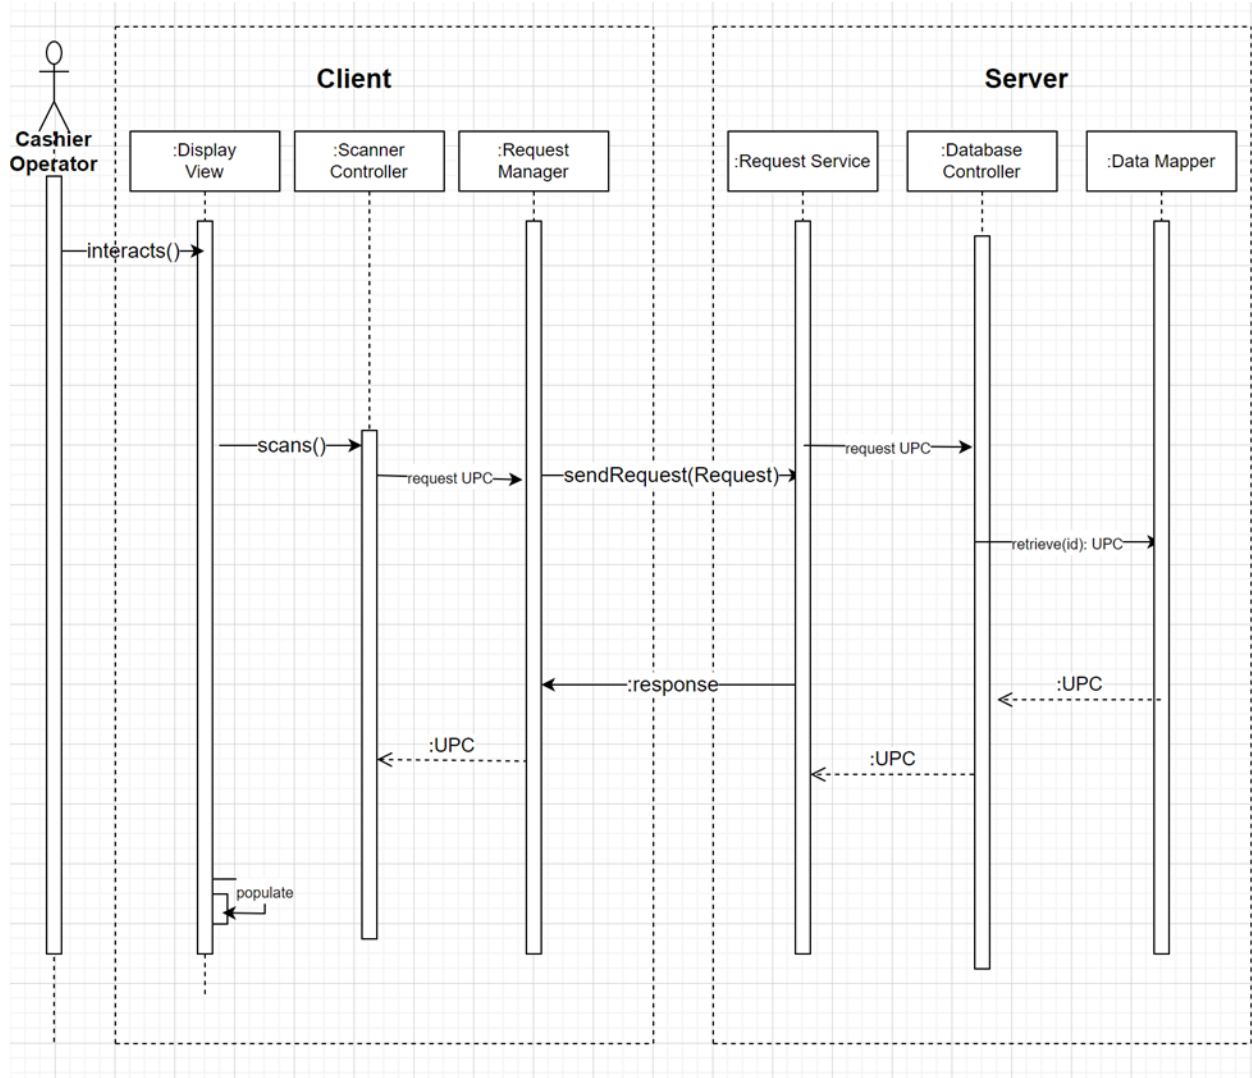 Client
Server
Cashier
Operator
:Display
View
:Scanner
Controller
:Request
Manager
:Request Service
:Database
Controller
:Data Mapper
interacts()
scans()
request UPC
sendRequest(Request)
request UPC
retrieve(id): UPC
:response
:UPC
:UPC
:UPC
populate